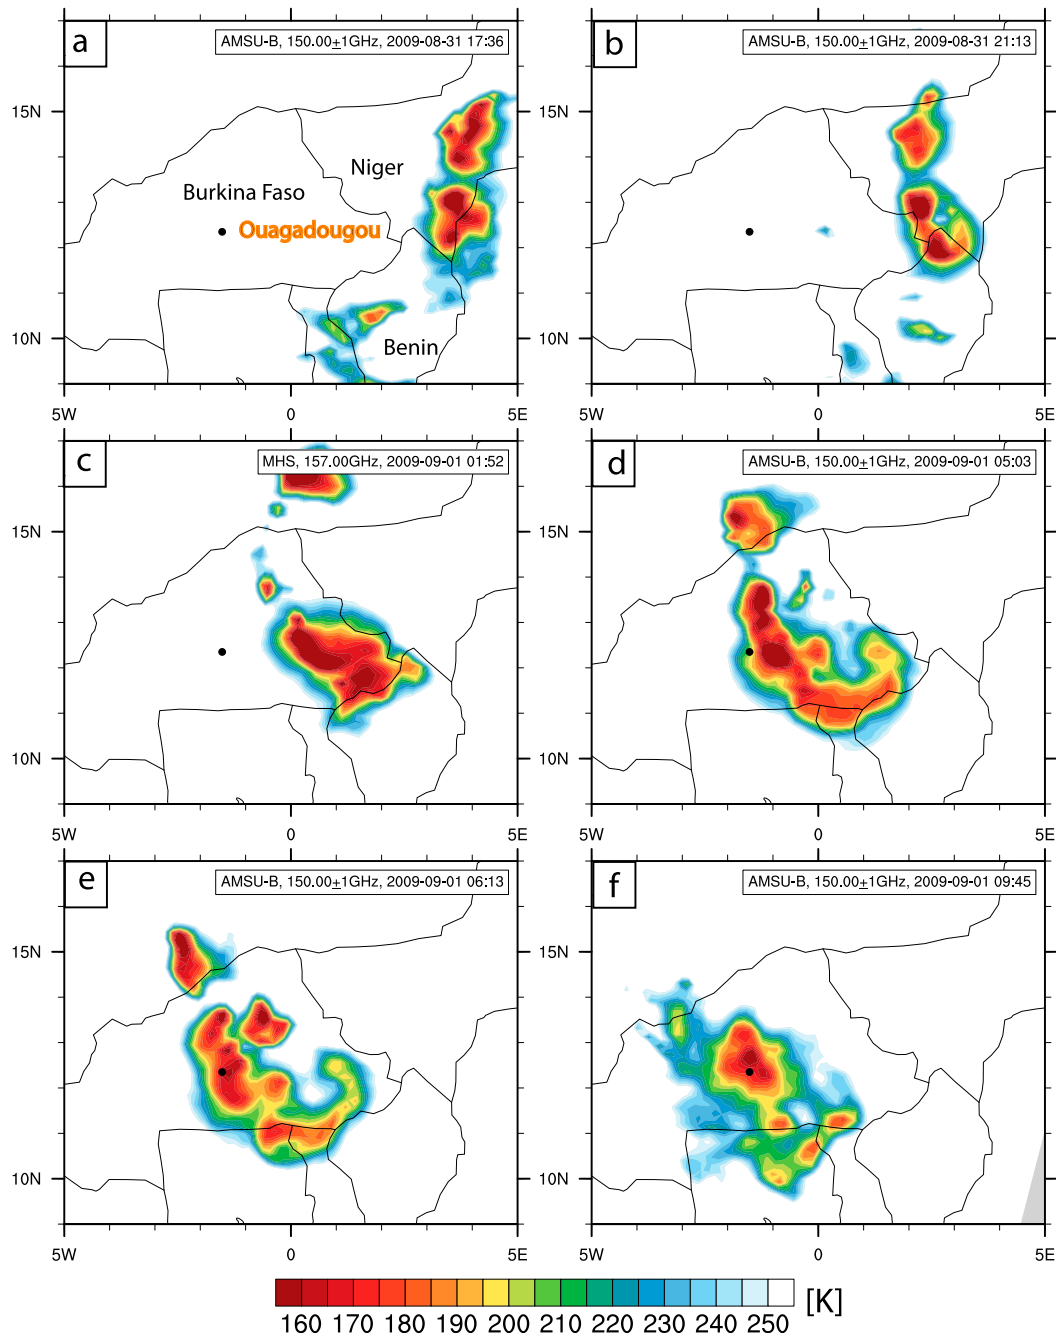 a
AMSU-B, 150.00±1GHz, 2009-08-31 17:36
15N
Niger
Burkina Faso
Ouagadougou
10N
Benin
5W 0 5E
b
AMSU-B, 150.00±1GHz, 2009-08-31 21:13
15N
10N
5W 0 5E
c
MHS, 157.00GHz, 2009-09-01 01:52
15N
10N
5W 0 5E
d
AMSU-B, 150.00±1GHz, 2009-09-01 05:03
15N
10N
5W 0 5E
e
AMSU-B, 150.00±1GHz, 2009-09-01 06:13
15N
10N
5W 0 5E
f
AMSU-B, 150.00±1GHz, 2009-09-01 09:45
15N
10N
5W 0 5E
160 170 180 190 200 210 220 230 240 250 [K]